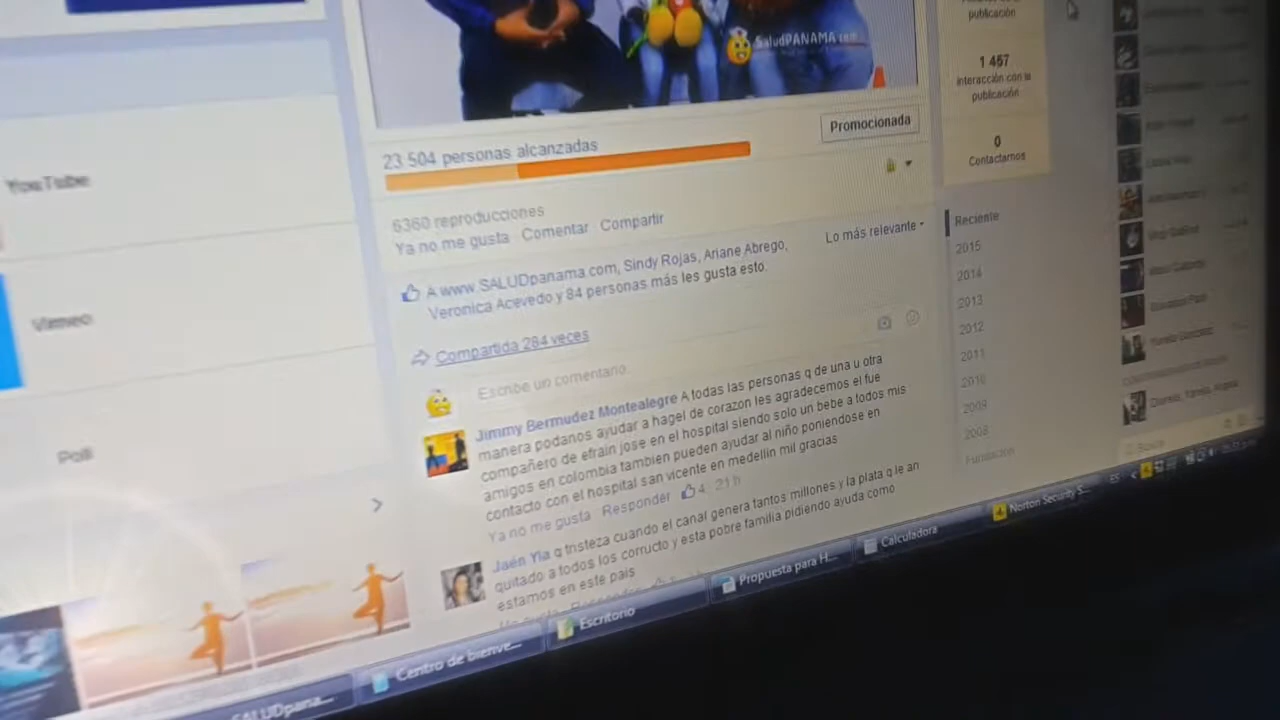 publicación
1 457
interacción con la
publicación
0
Contactarnos
SaludPANAMA.com
Promocionada
23 504 personas alcanzadas
6360 reproducciones
Ya no me gusta Comentar Compartir
Lo más relevante
A www.SALUDpanama.com, Sindy Rojas, Ariane Abrego,
Veronica Acevedo y 84 personas más les gusta esto.
Compartida 284 veces
Escribe un comentario.
Jimmy Bermudez Montealegre A todas las personas q de una u otra
manera podanos ayudar a hagel de corazon les agradecemos el fue
compañero de efrain jose en el hospital siendo solo un bebe a todos mis
amigos en colombia tambien pueden ayudar al niño poniendose en
contacto con el hospital san vicente en medellin mil gracias
Ya no me gusta Responder 4 21 h
Jaén Yia q tristeza cuando el canal genera tantos millones y la plata q le an
quitado a todos los corructo y esta pobre familia pidiendo ayuda como
estamos en este pais
YouTube
Vimeo
Poll
Reciente
2015
2014
2013
2012
2011
2010
2009
2008
Fundación
ES
SALUDpana...
Centro de bienve...
Escritorio
Propuesta para H...
Calculadora
Norton Security S...